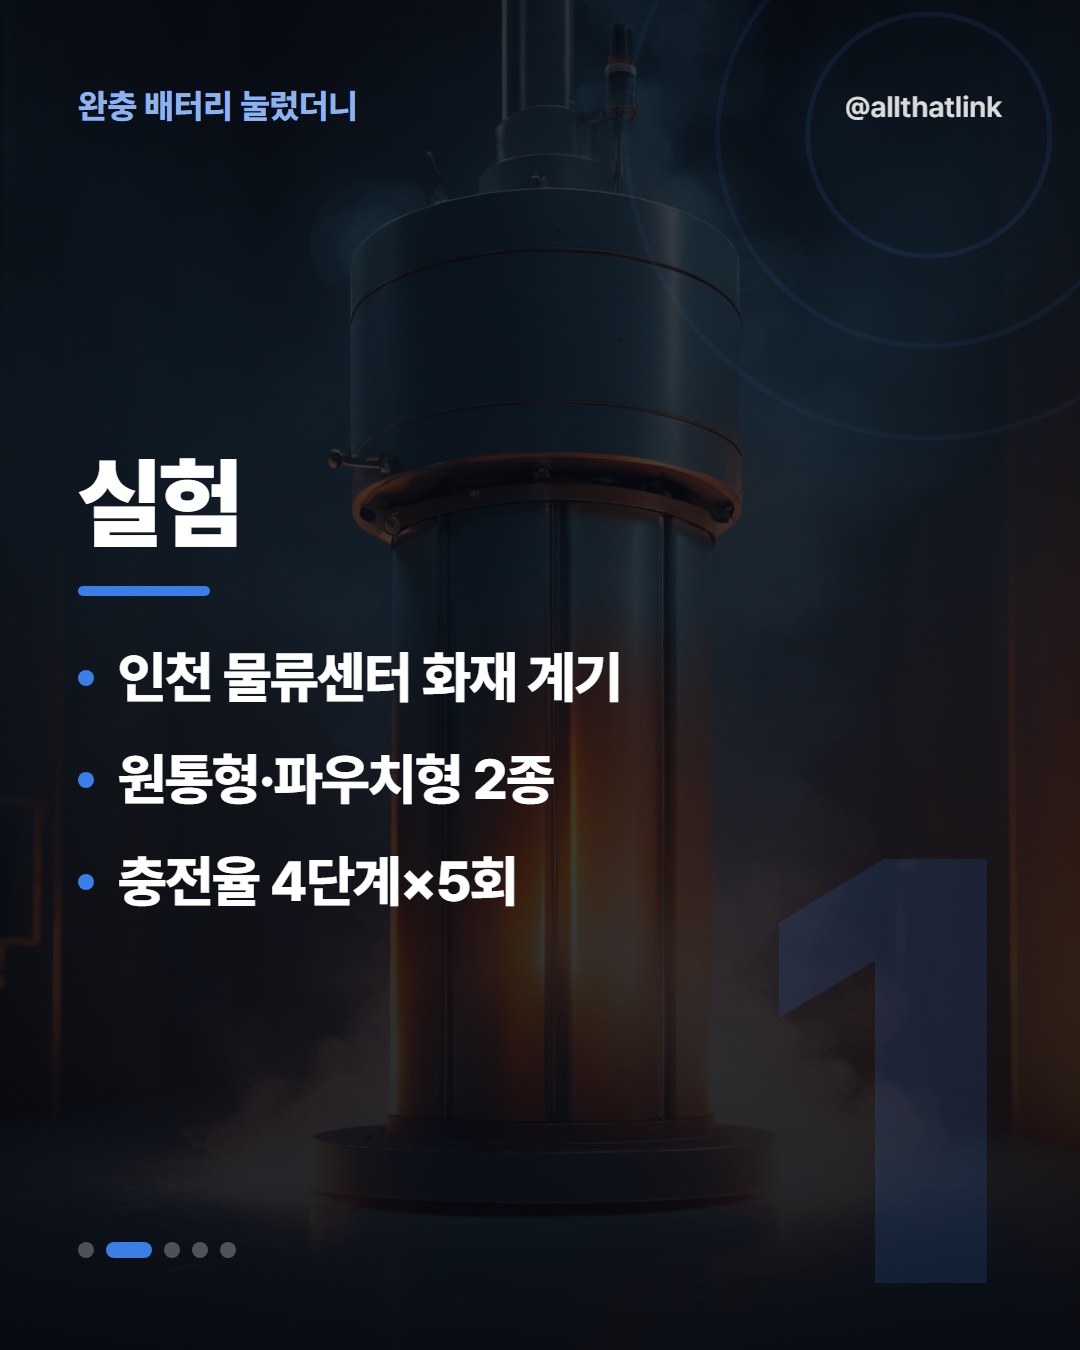 완충 배터리 눌렀더니
@allthatlink
실험
인천 물류센터 화재 계기
원통형·파우치형 2종
충전율 4단계×5회
1